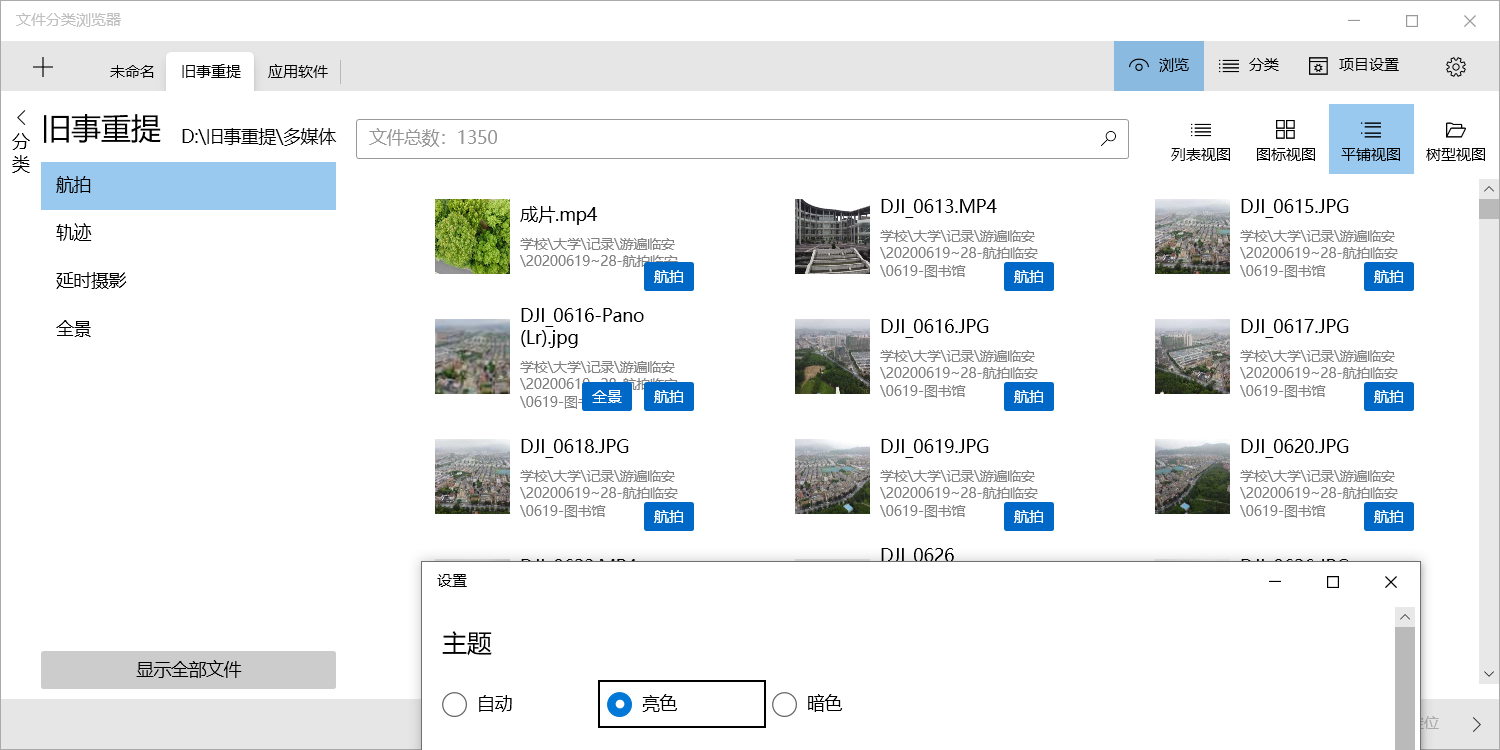 文件分类浏览器
未命名
旧事重提
应用软件
浏览
分类
项目设置
分类
旧事重提
D:\旧事重提\多媒体
文件总数：1350
列表视图
图标视图
平铺视图
树型视图
航拍
轨迹
延时摄影
全景
成片.mp4
学校\大学\记录\游遍临安
\20200619~28-航拍临安
航拍
DJI_0613.MP4
学校\大学\记录\游遍临安
\20200619~28-航拍临安
\0619-图书馆
航拍
DJI_0615.JPG
学校\大学\记录\游遍临安
\20200619~28-航拍临安
\0619-图书馆
航拍
DJI_0616-Pano
(Lr).jpg
学校\大学\记录\游遍临安
\20200619~28-航拍临安
\0619-图
全景
航拍
DJI_0616.JPG
学校\大学\记录\游遍临安
\20200619~28-航拍临安
\0619-图书馆
航拍
DJI_0617.JPG
学校\大学\记录\游遍临安
\20200619~28-航拍临安
\0619-图书馆
航拍
DJI_0618.JPG
学校\大学\记录\游遍临安
\20200619~28-航拍临安
\0619-图书馆
航拍
DJI_0619.JPG
学校\大学\记录\游遍临安
\20200619~28-航拍临安
\0619-图书馆
航拍
DJI_0620.JPG
学校\大学\记录\游遍临安
\20200619~28-航拍临安
\0619-图书馆
航拍
DJI_0626
显示全部文件
设置
主题
自动
亮色
暗色
位